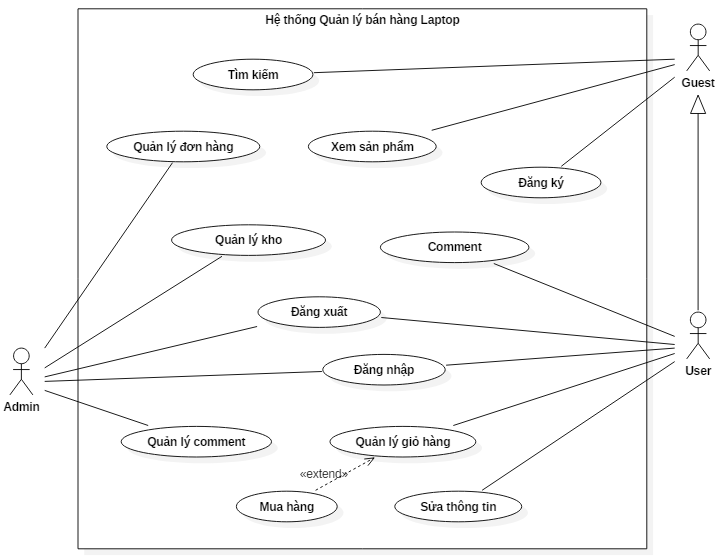 Hệ thống Quản lý bán hàng Laptop
Tìm kiếm
Guest
Quản lý đơn hàng
Xem sản phẩm
Đăng ký
Quản lý kho
Comment
Đăng xuất
Đăng nhập
User
Admin
Quản lý comment
Quản lý giỏ hàng
«extend»
Mua hàng
Sửa thông tin